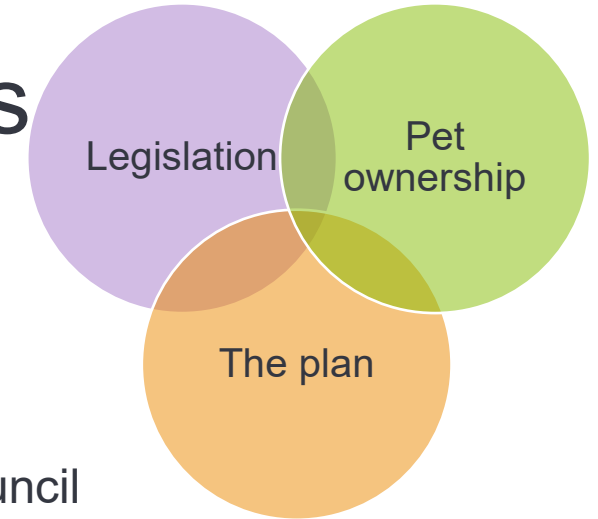 s
Legislation
Pet
ownership
The plan
uncil